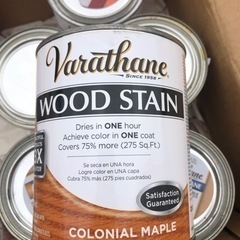 Varathane
SINCE 1958
WOOD STAIN
Dries in ONE hour
Achieve color in ONE coat
Covers 75% more (275 Sq.Ft.)
Se seca en UNA hora
Logre color en UNA capa
Cubra 75% más (275 pies cuadrados)
Satisfaction
Guaranteed
COLONIAL MAPLE